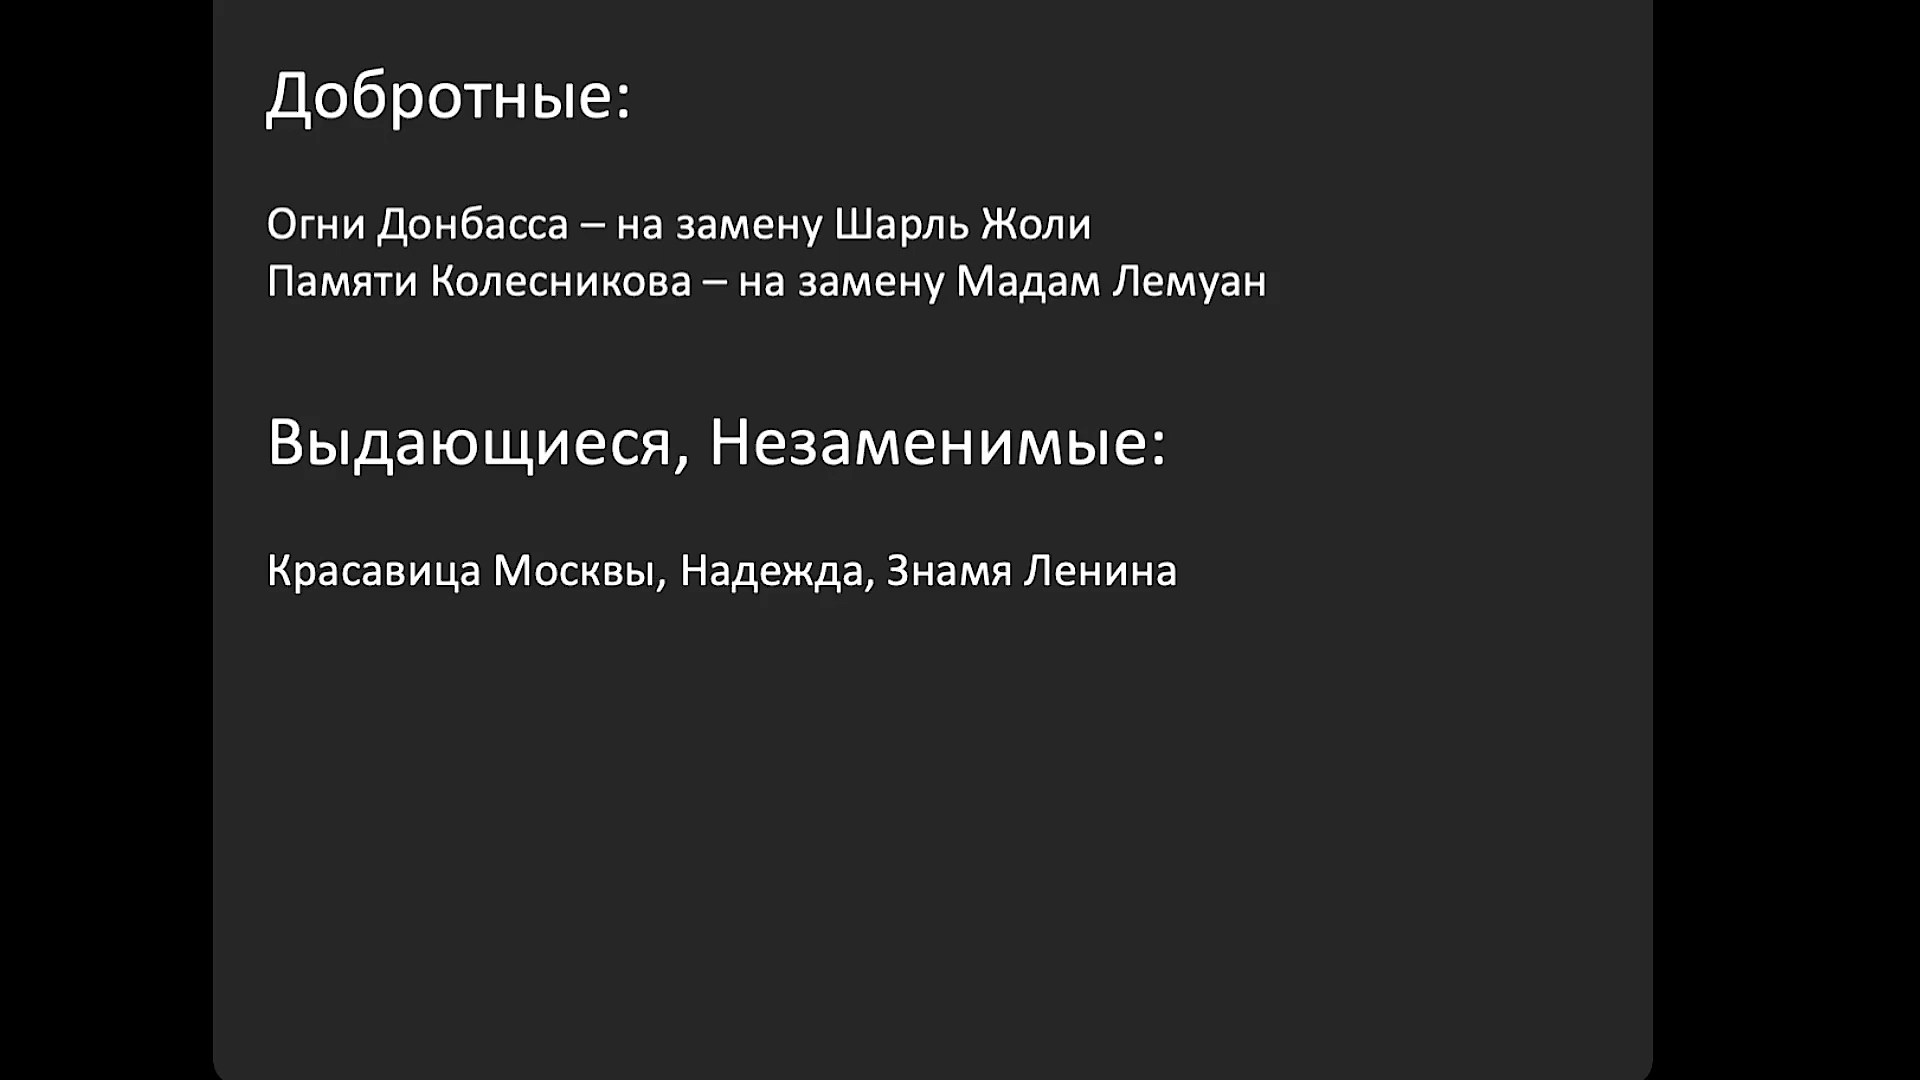 Добротные:
Огни Донбасса – на замену Шарль Жоли
Памяти Колесникова – на замену Мадам Лемуан
Выдающиеся, Незаменимые:
Красавица Москвы, Надежда, Знамя Ленина